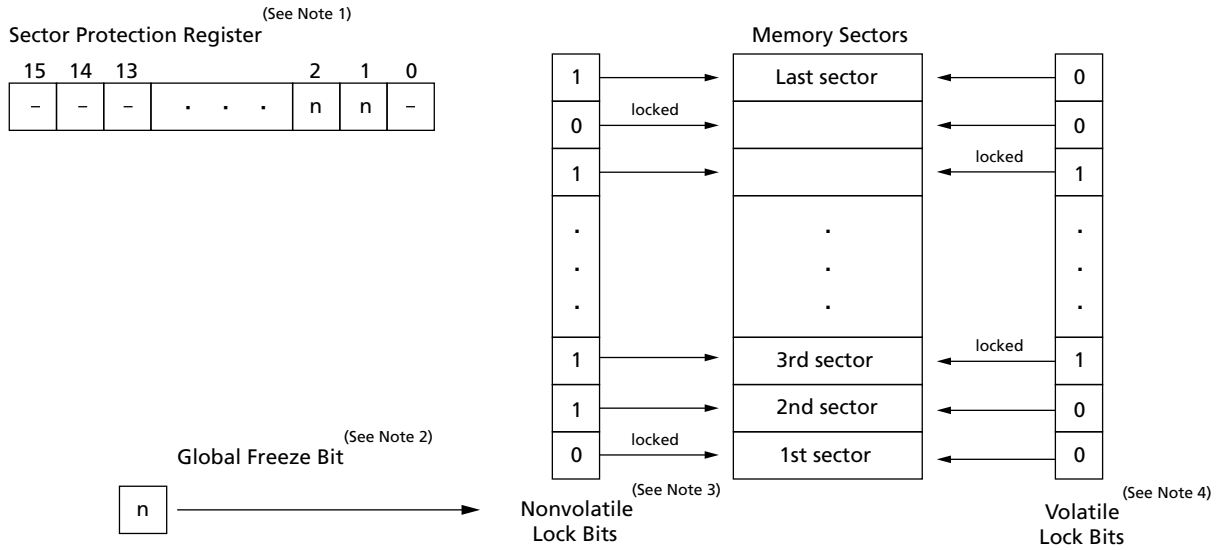 (See Note 1)
Sector Protection Register
15 14 13 2 1 0
– – – . . . n n –
Memory Sectors
1 Last sector 0
0 locked 0
1 locked 1
. . .
. . .
. . .
1 3rd sector locked 1
1 2nd sector 0
0 locked 1st sector 0
(See Note 2)
Global Freeze Bit
n
(See Note 3)
Nonvolatile
Lock Bits
(See Note 4)
Volatile
Lock Bits